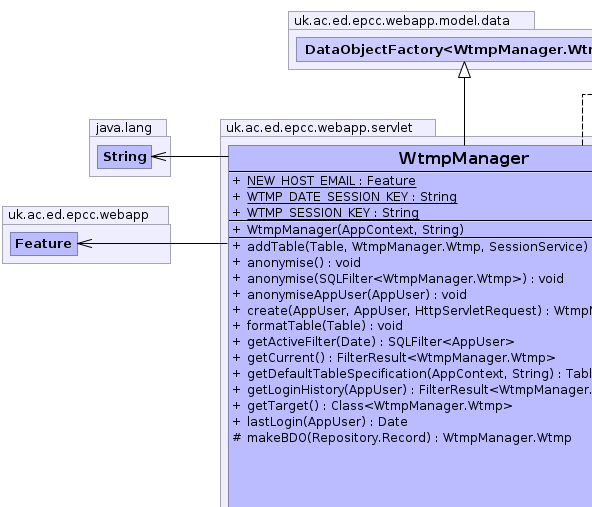 uk.ac.ed.epcc.webapp.model.data
DataObjectFactory<WtmpManager.Wt
java.lang
String
uk.ac.ed.epcc.webapp.servlet
WtmpManager
+ NEW_HOST_EMAIL : Feature
+ WTMP_DATE_SESSION_KEY : String
+ WTMP_SESSION_KEY : String
uk.ac.ed.epcc.webapp
Feature
+ WtmpManager(AppContext, String)
+ addTable(Table, WtmpManager.Wtmp, SessionService)
+ anonymise() : void
+ anonymise(SQLFilter<WtmpManager.Wtmp>) : void
+ anonymiseAppUser(AppUser) : void
+ create(AppUser, AppUser, HttpServletRequest) : WtmpM
+ formatTable(Table) : void
+ getActiveFilter(Date) : SQLFilter<AppUser>
+ getCurrent() : FilterResult<WtmpManager.Wtmp>
+ getDefaultTableSpecification(AppContext, String) : Tabl
+ getLoginHistory(AppUser) : FilterResult<WtmpManager.
+ getTarget() : Class<WtmpManager.Wtmp>
+ lastLogin(AppUser) : Date
# makeBDO(Repository.Record) : WtmpManager.Wtmp